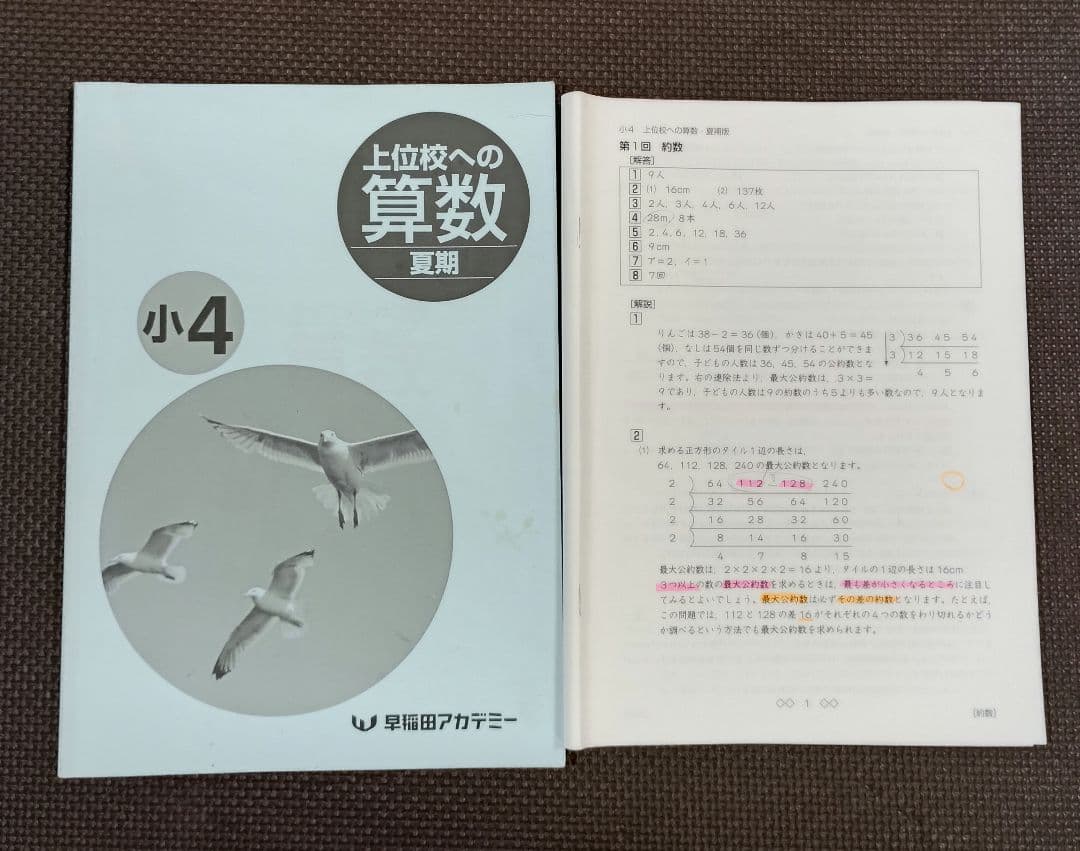 上位校への
算数
夏期
小4
早稲田アカデミー
小4 上位校への算数・夏期版
第1回 約数
[解答]
1 9人
2 (1) 16cm (2) 137枚
3 2人, 3人, 4人, 6人, 12人
4 28m/8本
5 2, 4, 6, 12, 18, 36
6 9cm
7 ア=2, イ=1
8 7回
[解説]
1
りんごは38-2=36(個), かきは40+5=45
(個), なしは54個を同じ数ずつ分けることができま
すので, 子どもの人数は36, 45, 54の公約数とな
ります。右の連除法より, 最大公約数は, 3×3=
9であり, 子どもの人数は9の約数のうち5よりも多い数なので, 9人となりま
す。
3 ) 36 45 54
3 ) 12 15 18
4 5 6
2
(1) 求める正方形のタイル1辺の長さは,
64, 112, 128, 240の最大公約数となります。
2 ) 64 112 128 240
2 ) 32 56 64 120
2 ) 16 28 32 60
2 ) 8 14 16 30
4 7 8 15
最大公約数は, 2×2×2×2=16より, タイルの1辺の長さは16cm
3つ以上の数の最大公約数を求めるときは, 最も差が小さくなるところに注目し
てみるとよいでしょう。最大公約数は必ずその差の約数となります。たとえば,
この問題では, 112と128の差16がそれぞれの4つの数をわり切れるかどう
か調べるという方法でも最大公約数を求められます。
◇◇ 1 ◇◇
[約数]